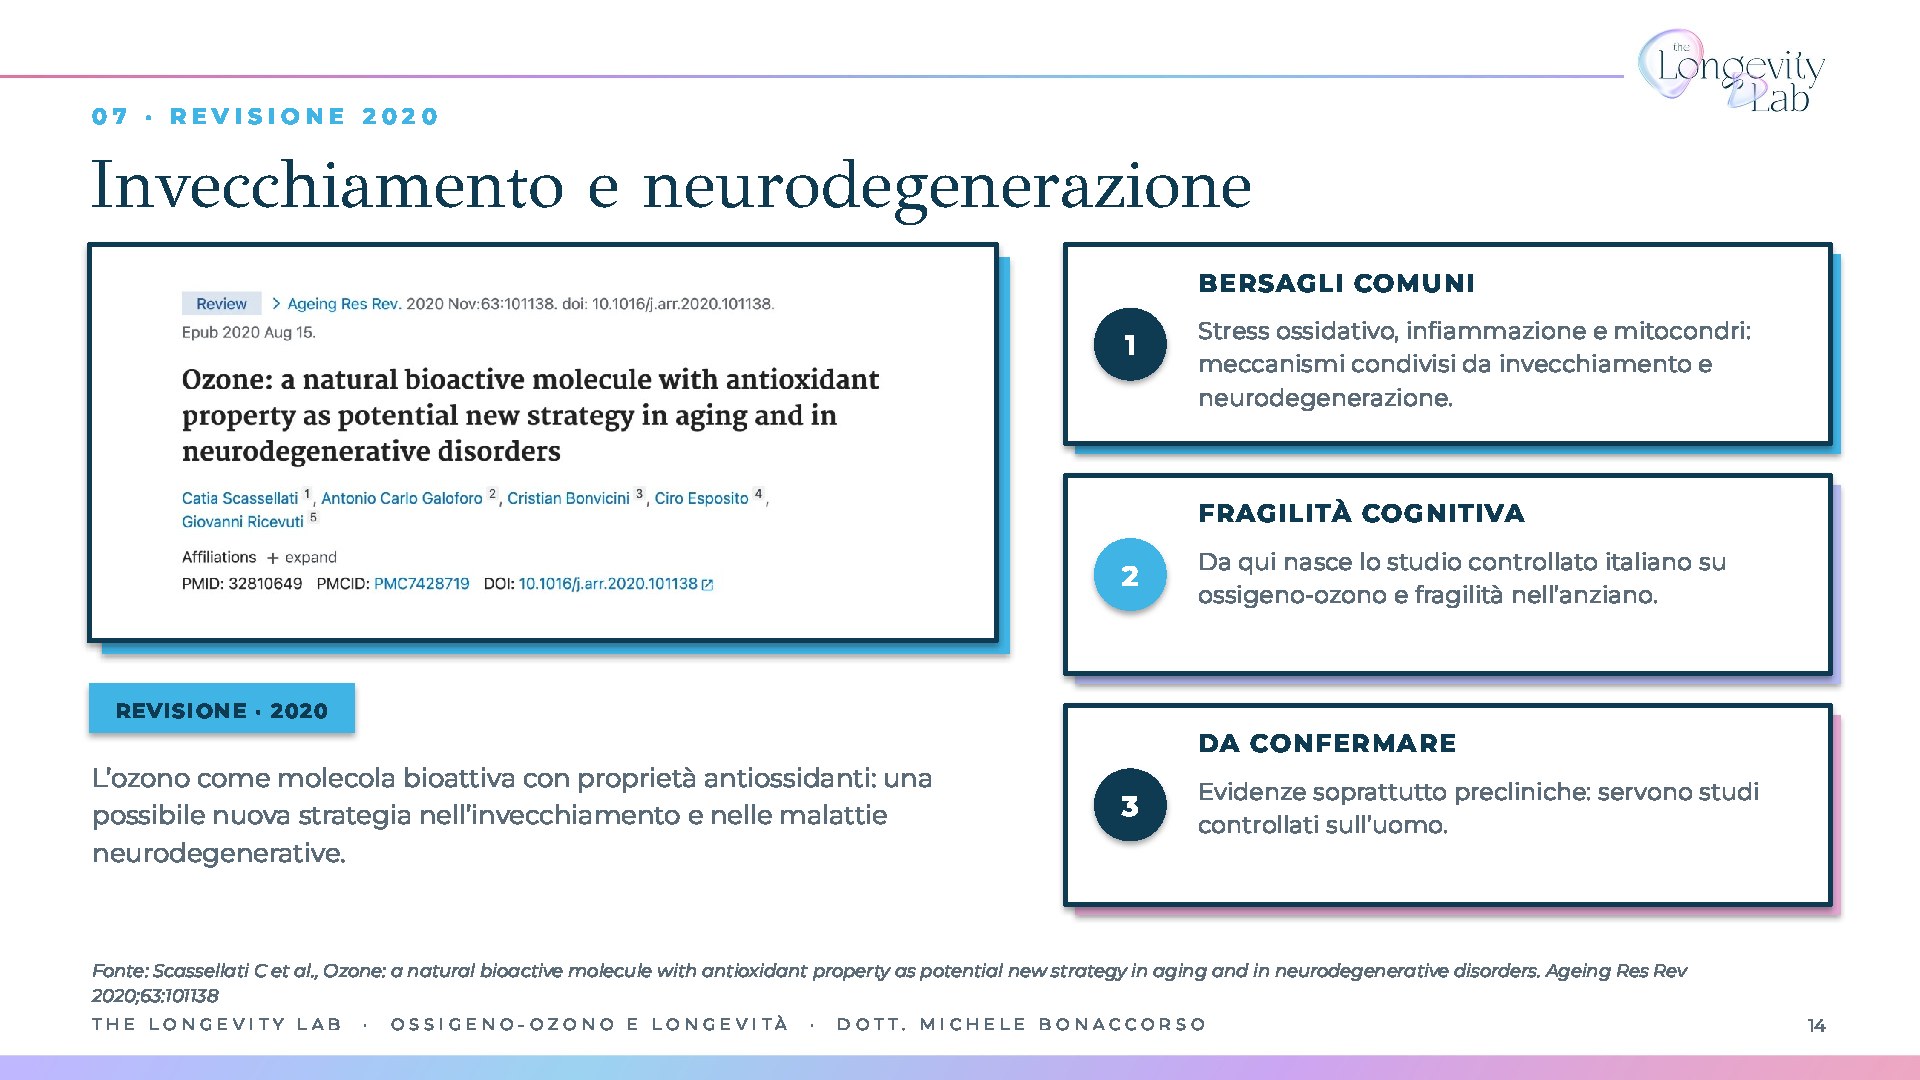 the
Longevity
Lab
07 · REVISIONE 2020
Invecchiamento e neurodegenerazione
Review > Ageing Res Rev. 2020 Nov:63:101138. doi: 10.1016/j.arr.2020.101138.
Epub 2020 Aug 15.
Ozone: a natural bioactive molecule with antioxidant
property as potential new strategy in aging and in
neurodegenerative disorders
Catia Scassellati 1, Antonio Carlo Galoforo 2, Cristian Bonvicini 3, Ciro Esposito 4,
Giovanni Ricevuti 5
Affiliations + expand
PMID: 32810649 PMCID: PMC7428719 DOI: 10.1016/j.arr.2020.101138
REVISIONE · 2020
L'ozono come molecola bioattiva con proprietà antiossidanti: una
possibile nuova strategia nell'invecchiamento e nelle malattie
neurodegenerative.
BERSAGLI COMUNI
1
Stress ossidativo, infiammazione e mitocondri:
meccanismi condivisi da invecchiamento e
neurodegenerazione.
FRAGILITÀ COGNITIVA
2
Da qui nasce lo studio controllato italiano su
ossigeno-ozono e fragilità nell'anziano.
DA CONFERMARE
3
Evidenze soprattutto precliniche: servono studi
controllati sull'uomo.
Fonte: Scassellati C et al., Ozone: a natural bioactive molecule with antioxidant property as potential new strategy in aging and in neurodegenerative disorders. Ageing Res Rev
2020;63:101138
THE LONGEVITY LAB · OSSIGENO-OZONO E LONGEVITÀ · DOTT. MICHELE BONACCORSO
14